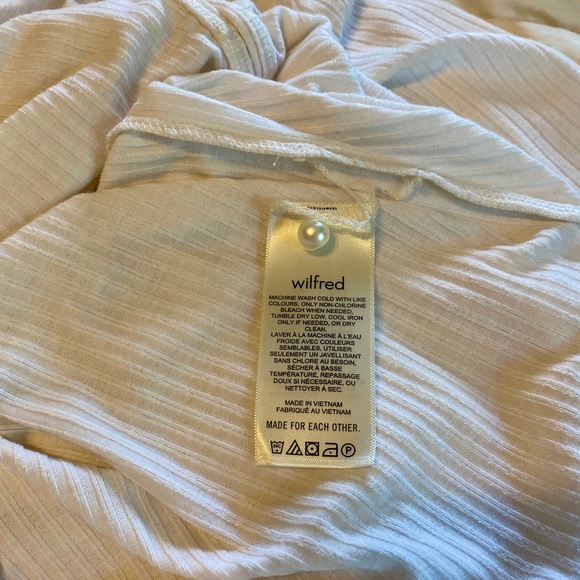 wilfred
MACHINE WASH COLD WITH LIKE
COLOURS, ONLY NON-CHLORINE
BLEACH WHEN NEEDED,
TUMBLE DRY LOW, COOL IRON
ONLY IF NEEDED, OR DRY
CLEAN.
LAVER À LA MACHINE À L'EAU
FROIDE AVEC COULEURS
SEMBLABLES, UTILISER
SEULEMENT UN JAVELLISANT
SANS CHLORE AU BESOIN,
SÉCHER À BASSE
TEMPÉRATURE, REPASSAGE
DOUX SI NÉCESSAIRE, OU
NETTOYER À SEC.
MADE IN VIETNAM
FABRIQUÉ AU VIETNAM
MADE FOR EACH OTHER.